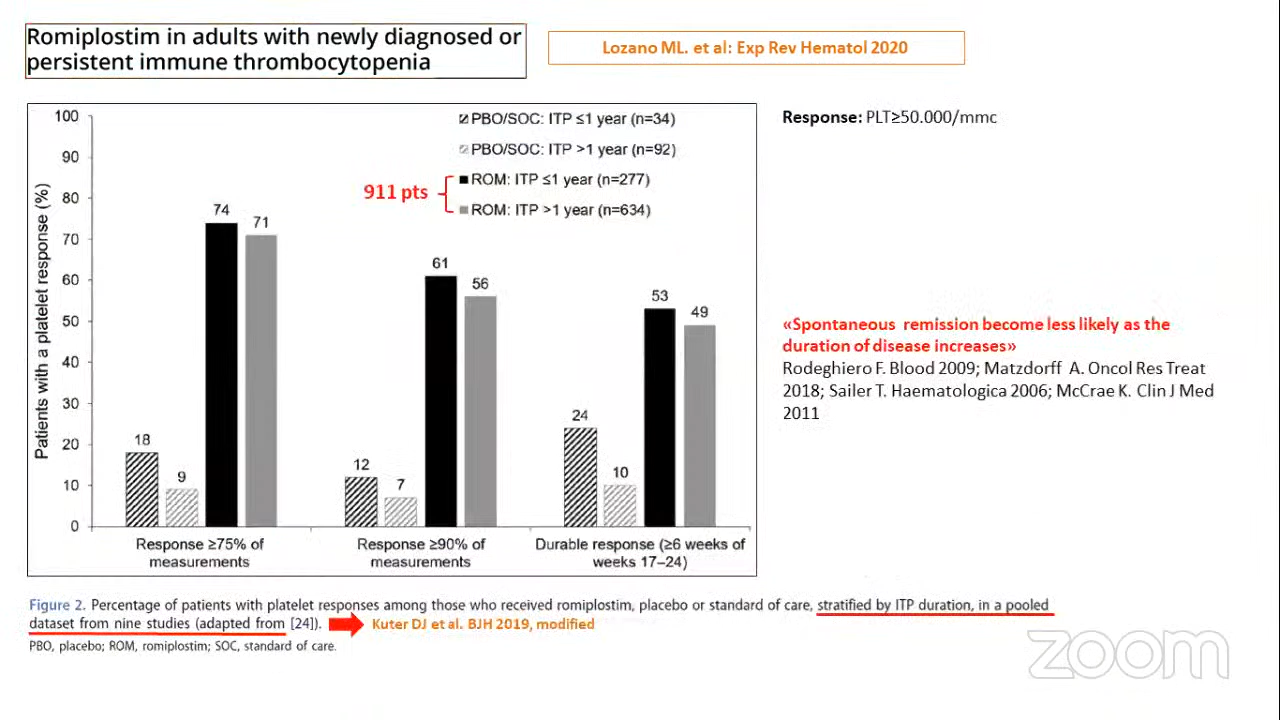 Romiplostim in adults with newly diagnosed or
persistent immune thrombocytopenia
Lozano ML. et al: Exp Rev Hematol 2020
Patients with a platelet response (%)
100
90
80
70
60
50
40
30
20
10
0
PBO/SOC: ITP ≤1 year (n=34)
PBO/SOC: ITP >1 year (n=92)
911 pts
ROM: ITP ≤1 year (n=277)
ROM: ITP >1 year (n=634)
18
9
74
71
12
7
61
56
24
10
53
49
Response ≥75% of
measurements
Response ≥90% of
measurements
Durable response (≥6 weeks of
weeks 17–24)
Response: PLT≥50.000/mmc
«Spontaneous remission become less likely as the
duration of disease increases»
Rodeghiero F. Blood 2009; Matzdorff A. Oncol Res Treat
2018; Sailer T. Haematologica 2006; McCrae K. Clin J Med
2011
Figure 2. Percentage of patients with platelet responses among those who received romiplostim, placebo or standard of care, stratified by ITP duration, in a pooled
dataset from nine studies (adapted from [24]).
Kuter DJ et al. BJH 2019, modified
PBO, placebo; ROM, romiplostim; SOC, standard of care.
zoom